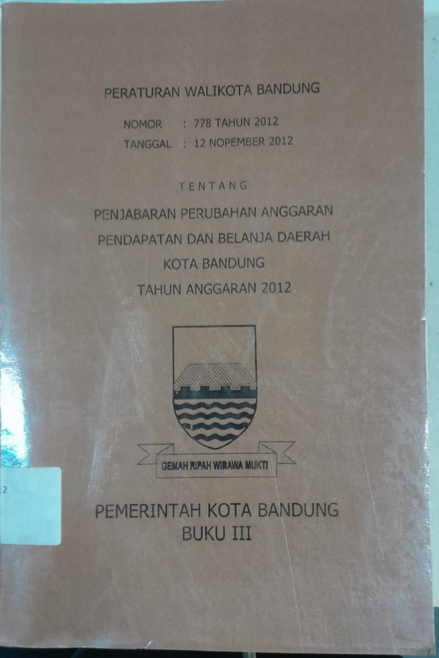 PERATURAN WALIKOTA BANDUNG
NOMOR : 778 TAHUN 2012
TANGGAL : 12 NOPEMBER 2012
TENTANG
PENJABARAN PERUBAHAN ANGGARAN
PENDAPATAN DAN BELANJA DAERAH
KOTA BANDUNG
TAHUN ANGGARAN 2012
GEMAH RIPAH WIBAWA MUKTI
PEMERINTAH KOTA BANDUNG
BUKU III